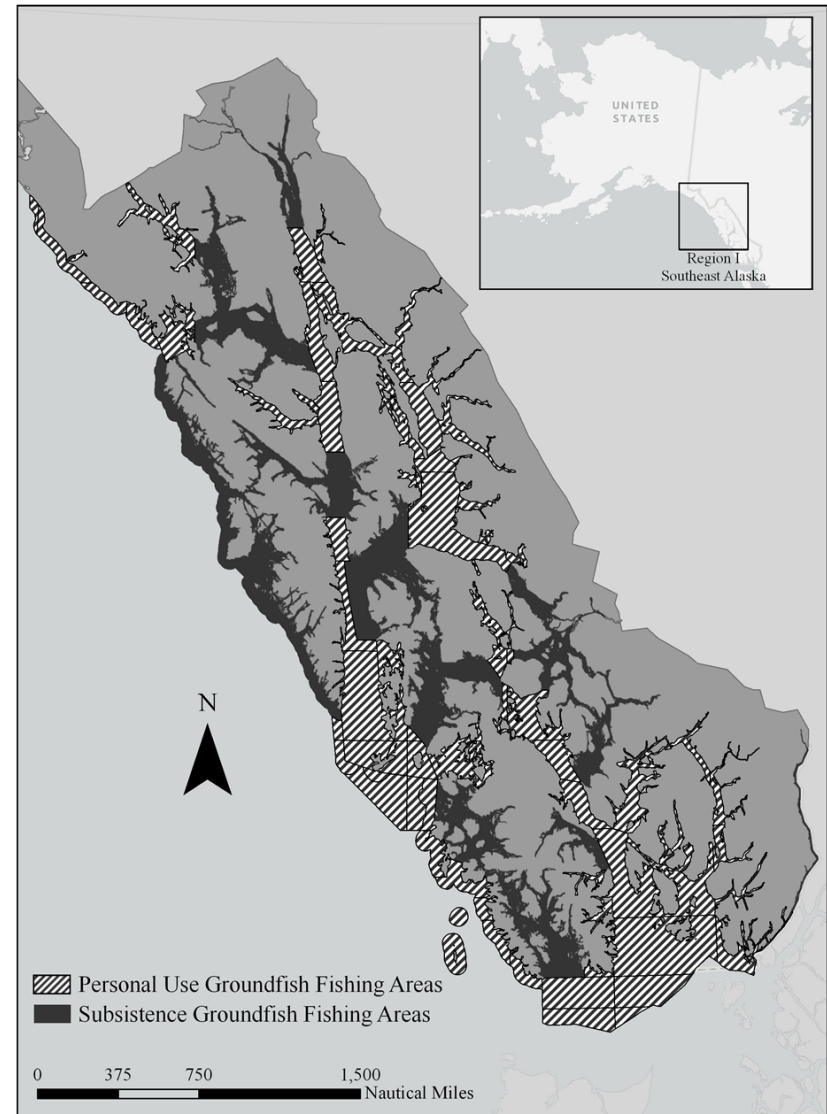 UNITED
STATES
Region I
Southeast Alaska
N
Personal Use Groundfish Fishing Areas
Subsistence Groundfish Fishing Areas
0 375 750 1,500
Nautical Miles